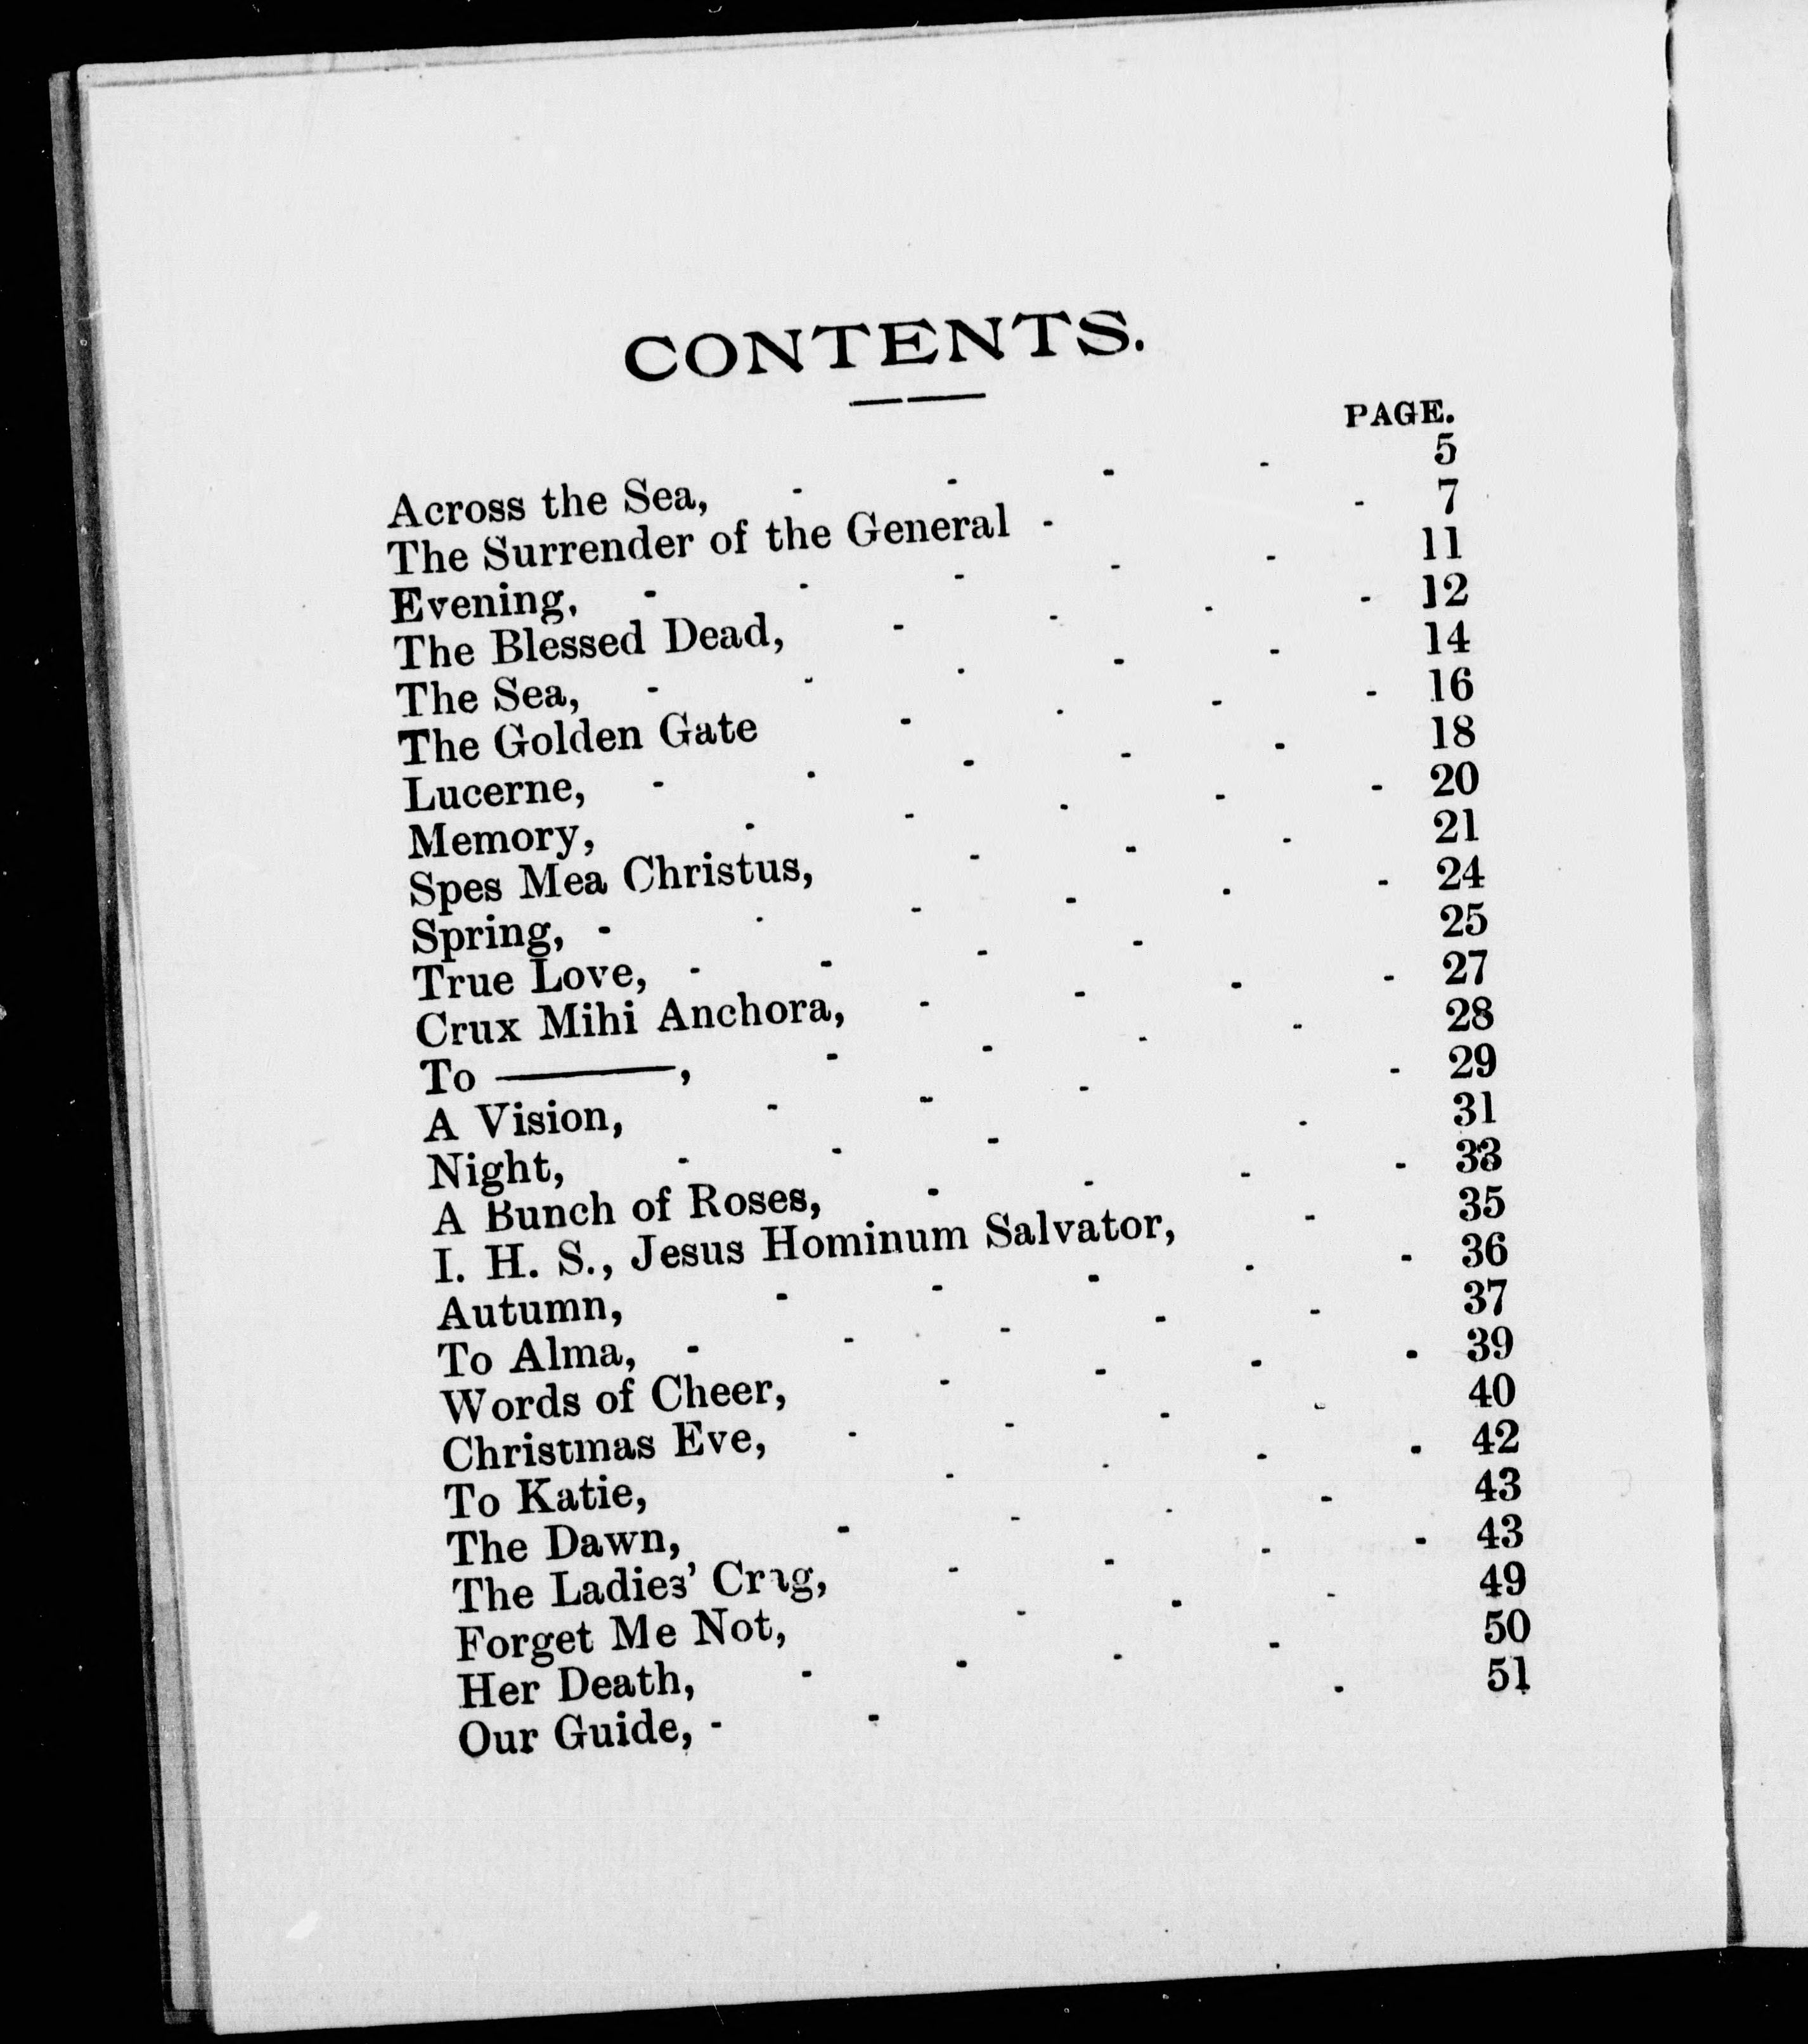 CONTENTS.
PAGE.
Across the Sea, - - - - 5
The Surrender of the General - - 7
Evening, - - - - - 11
The Blessed Dead, - - - - 12
The Sea, - - - - - 14
The Golden Gate - - - - 16
Lucerne, - - - - - 18
Memory, - - - - - 20
Spes Mea Christus, - - - 21
Spring, - - - - - - 24
True Love, - - - - 25
Crux Mihi Anchora, - - - - 27
To ———, - - - - 28
A Vision, - - - - 29
Night, - - - - 31
A Bunch of Roses, - - - - 33
I. H. S., Jesus Hominum Salvator, - 35
Autumn, - - - - - 36
To Alma, - - - - - 37
Words of Cheer, - - - - 39
Christmas Eve, - - - - 40
To Katie, - - - - 42
The Dawn, - - - - 43
The Ladies' Crag, - - - - 43
Forget Me Not, - - - 49
Her Death, - - - - 50
Our Guide, - - - 51